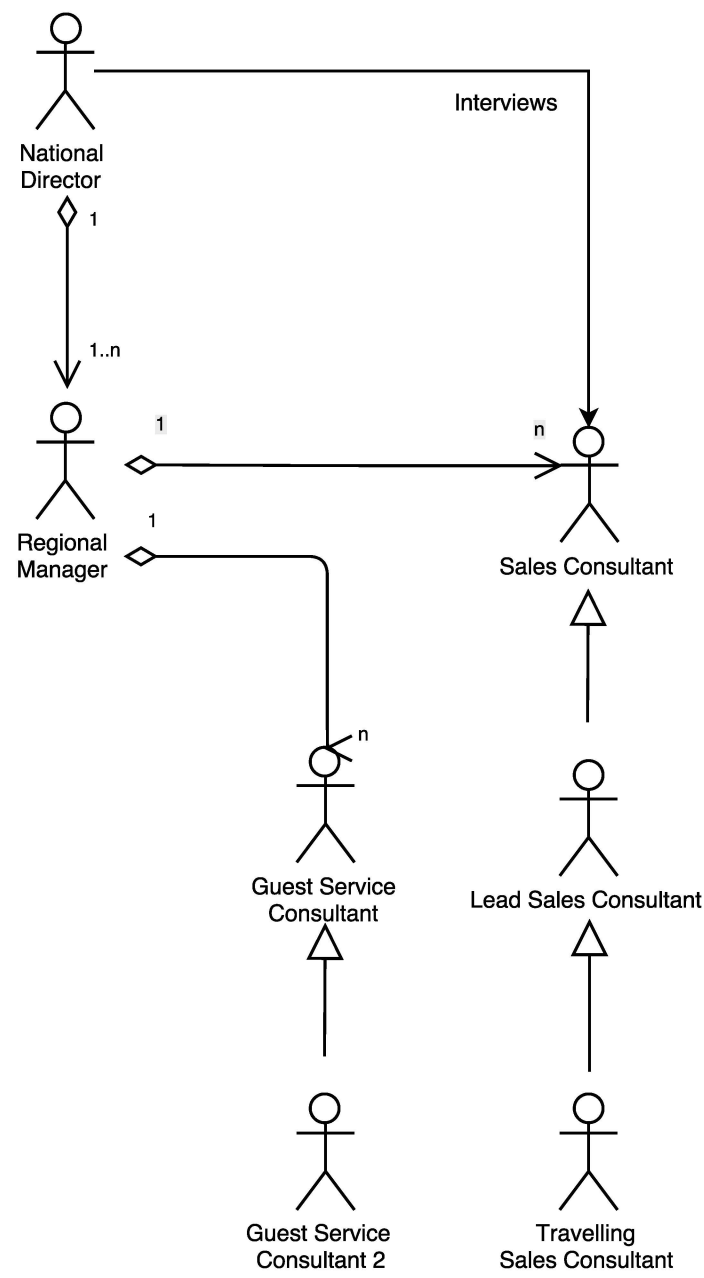 Interviews
National
Director
1
1..n
1
n
1
Regional
Manager
Sales Consultant
n
Guest Service
Consultant
Lead Sales Consultant
Guest Service
Consultant 2
Travelling
Sales Consultant